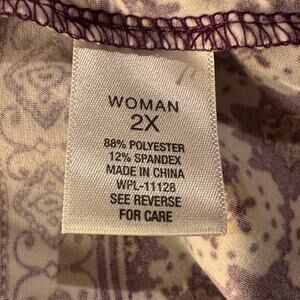 WOMAN
2X
88% POLYESTER
12% SPANDEX
MADE IN CHINA
WPL-11128
SEE REVERSE
FOR CARE